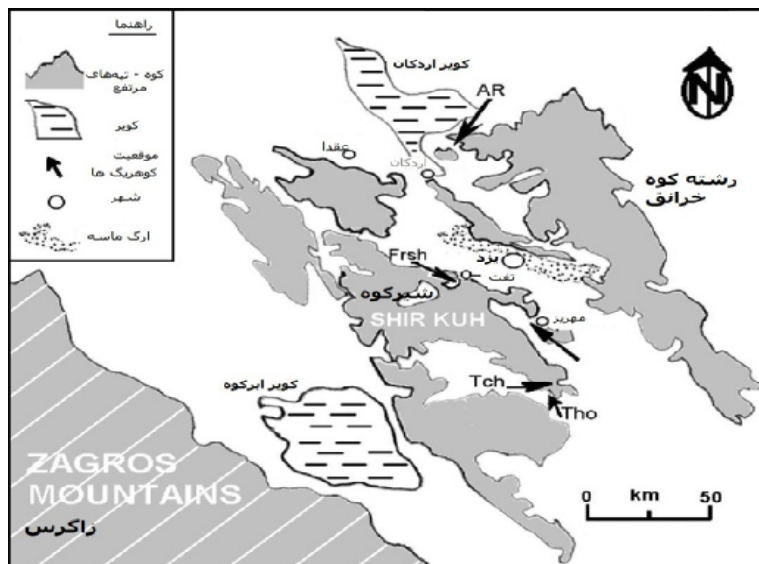 راهنما
کوه - تپه‌های
مرتفع
کویر
موقعیت
کوهریگ ها
شهر
ارگ ماسه
کویر اردکان
AR
N
عقدا
اردکان
رشته کوه
خرانق
Frsh
یزد
تفت
شیرکوه
SHIR KUH
مهریز
کویر ابرکوه
Tch
Tho
ZAGROS
MOUNTAINS
زاگرس
0 km 50